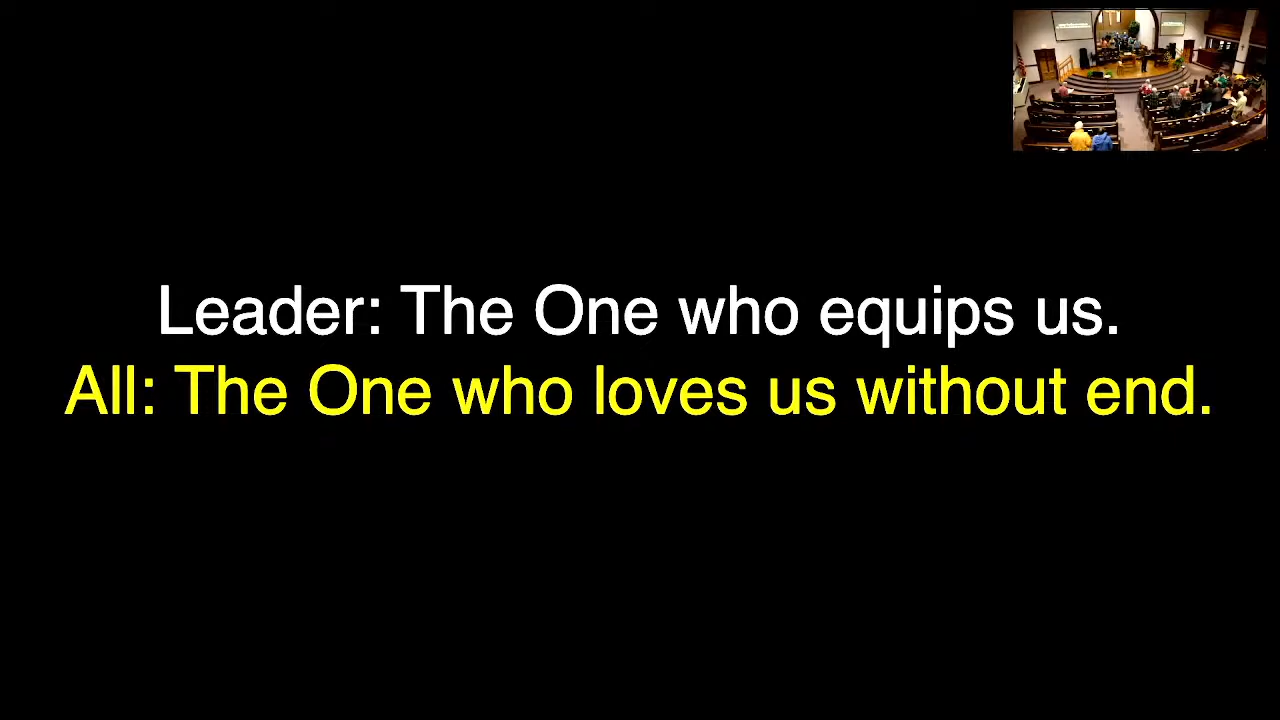 Leader: The One who equips us.
All: The One who loves us without end.